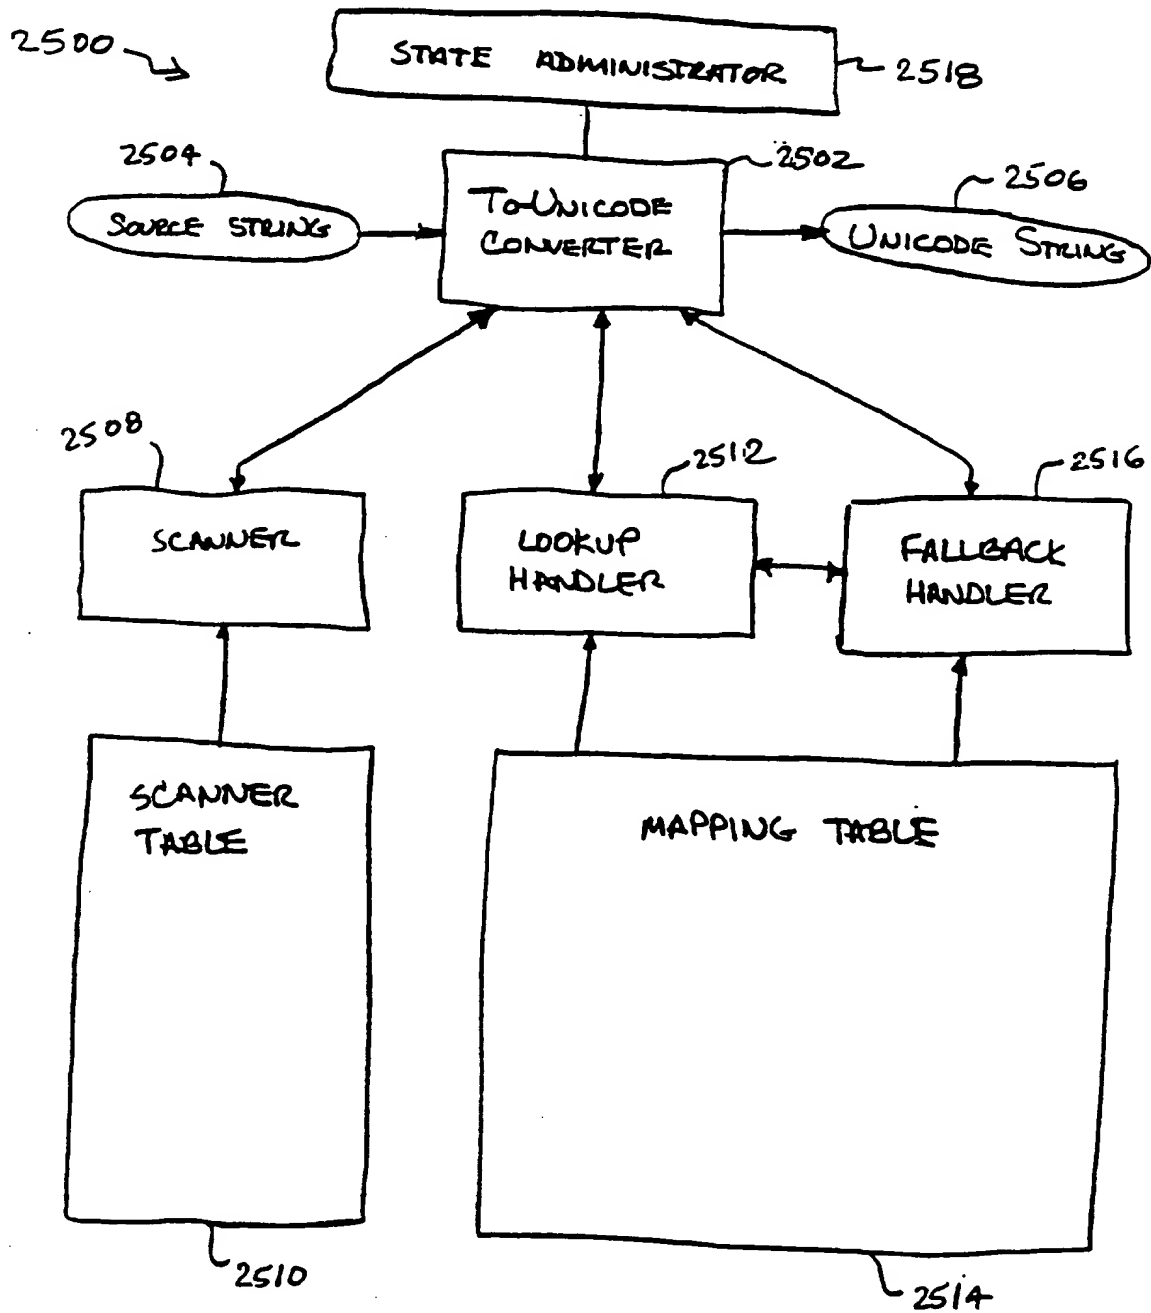 2500
STATE ADMINISTRATOR
2518
2504
2502
2506
SOURCE STRING
TO-UNICODE
CONVERTER
UNICODE STRING
2508
2512
2516
SCANNER
LOOKUP
HANDLER
FALLBACK
HANDLER
SCANNER
TABLE
MAPPING TABLE
2510
2514